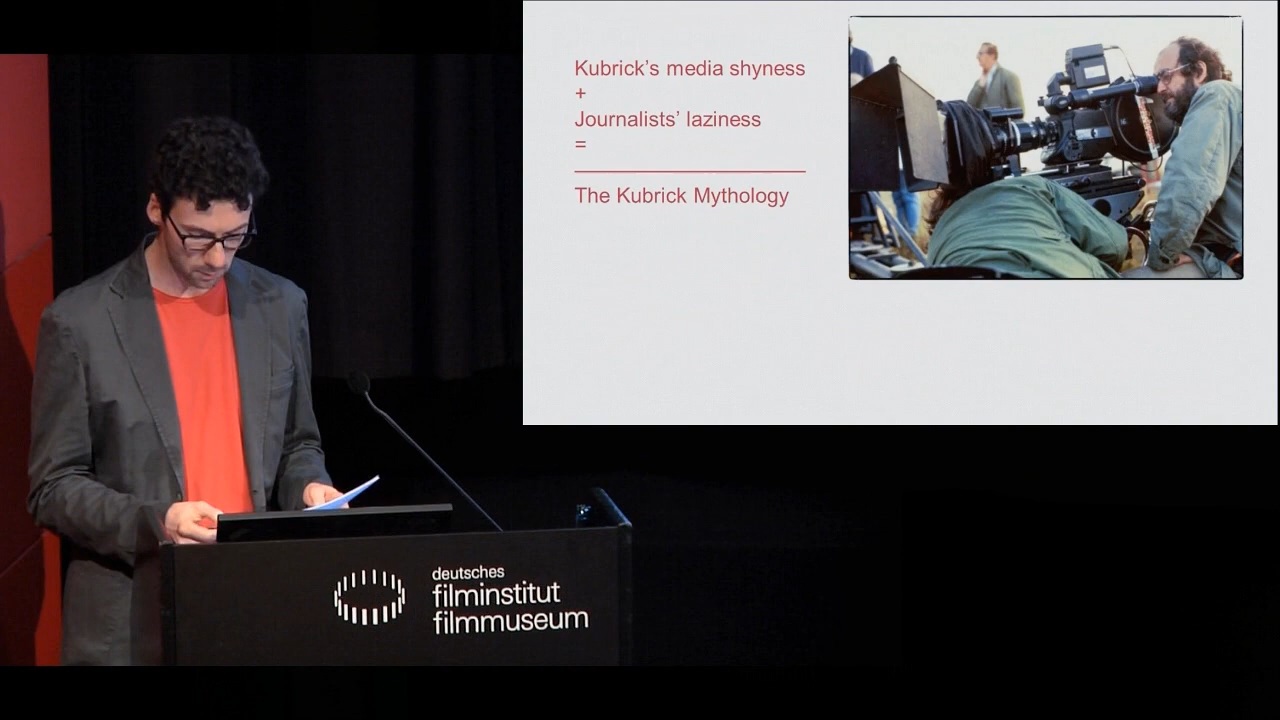 Kubrick’s media shyness
+
Journalists’ laziness
=
The Kubrick Mythology
deutsches
filminstitut
filmmuseum